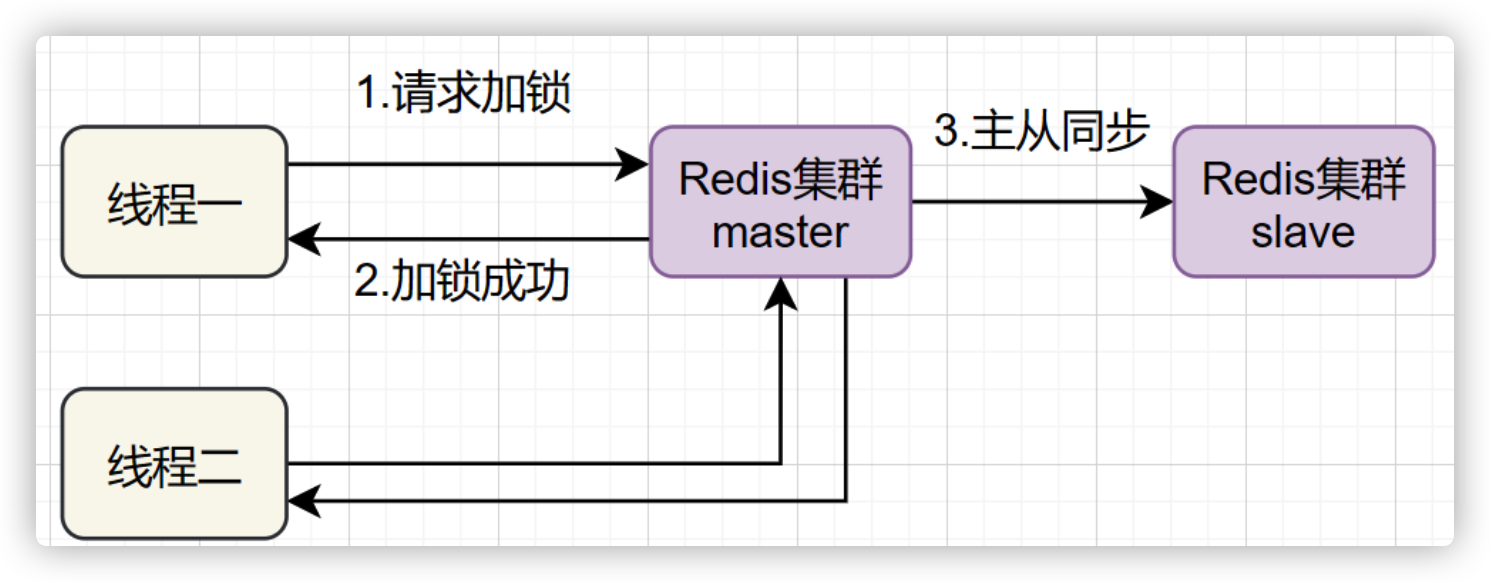 1.请求加锁
3.主从同步
线程一
Redis集群
master
Redis集群
slave
2.加锁成功
线程二